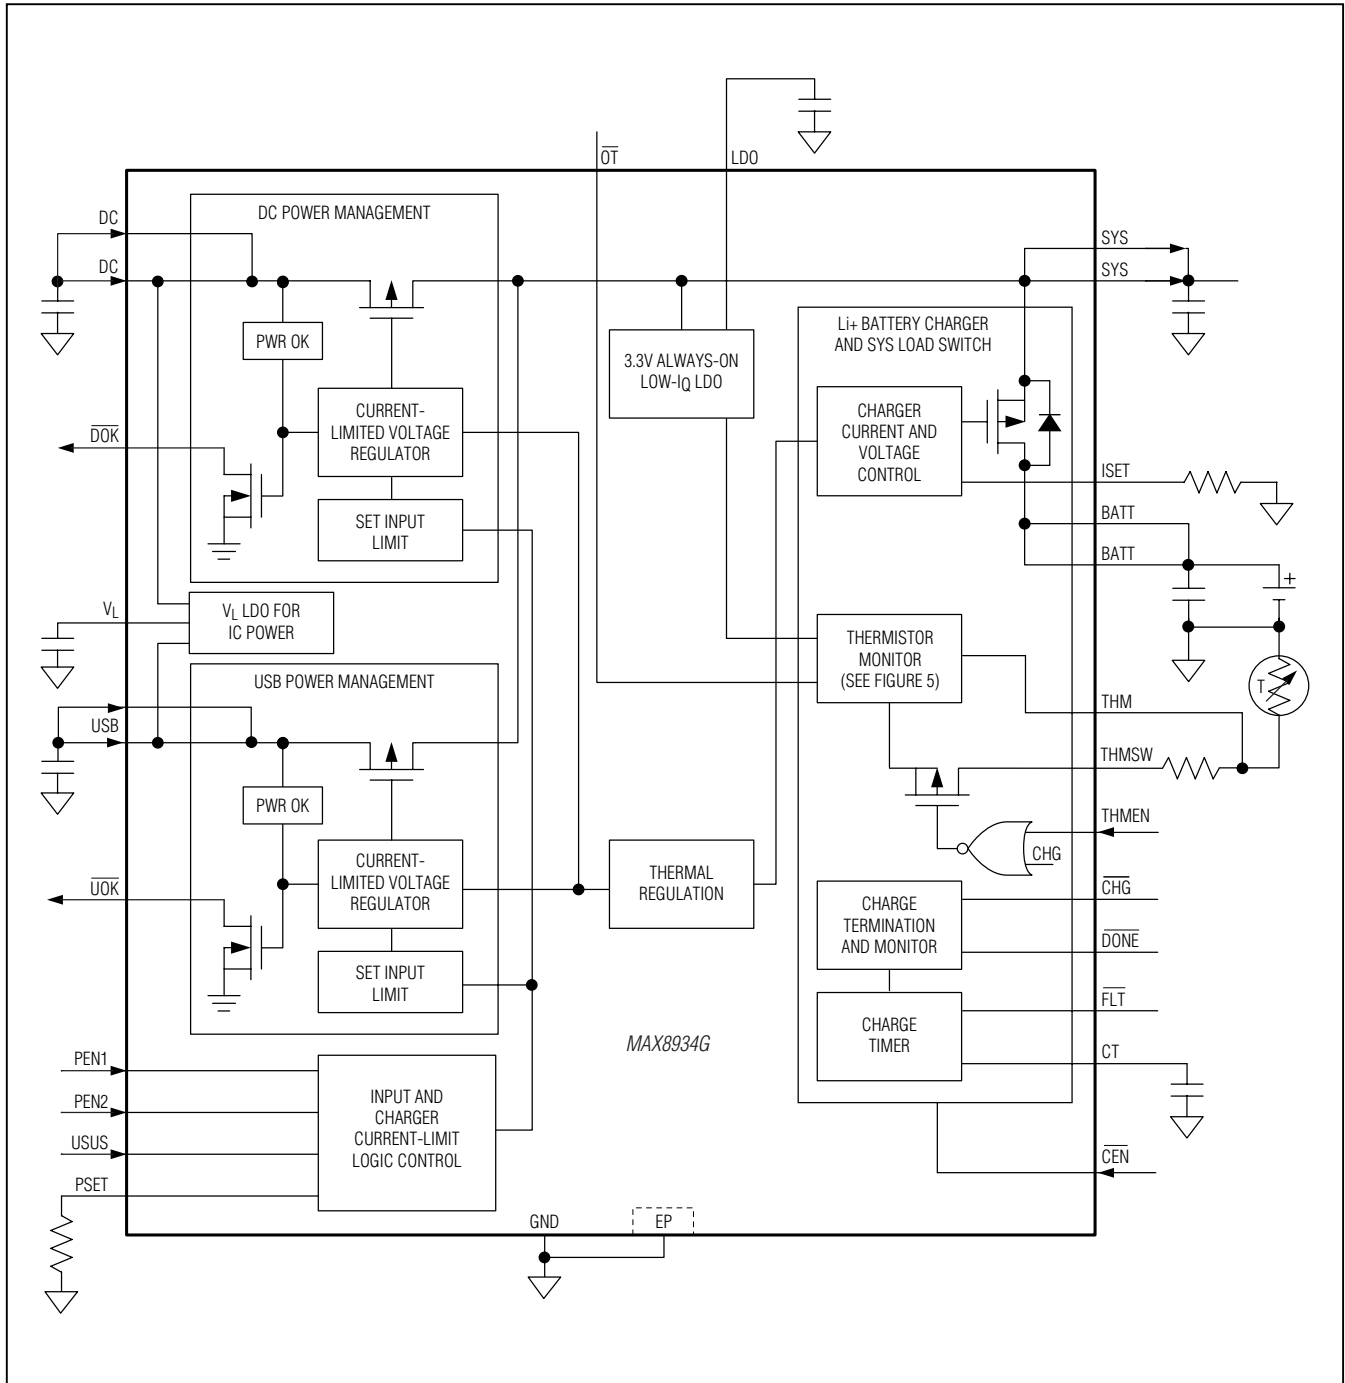 OT
LDO
DC POWER MANAGEMENT
DC
DC
SYS
SYS
PWR OK
3.3V ALWAYS-ON
LOW-IQ LDO
Li+ BATTERY CHARGER
AND SYS LOAD SWITCH
CURRENT-
LIMITED VOLTAGE
REGULATOR
CHARGER
CURRENT AND
VOLTAGE
CONTROL
DOK
ISET
SET INPUT
LIMIT
BATT
BATT
+
VL
VL LDO FOR
IC POWER
THERMISTOR
MONITOR
(SEE FIGURE 5)
T
USB POWER MANAGEMENT
THM
USB
THMSW
PWR OK
THMEN
CHG
CURRENT-
LIMITED VOLTAGE
REGULATOR
THERMAL
REGULATION
UOK
CHARGE
TERMINATION
AND MONITOR
CHG
DONE
SET INPUT
LIMIT
CHARGE
TIMER
FLT
MAX8934G
CT
PEN1
PEN2
USUS
PSET
INPUT AND
CHARGER
CURRENT-LIMIT
LOGIC CONTROL
CEN
GND
EP